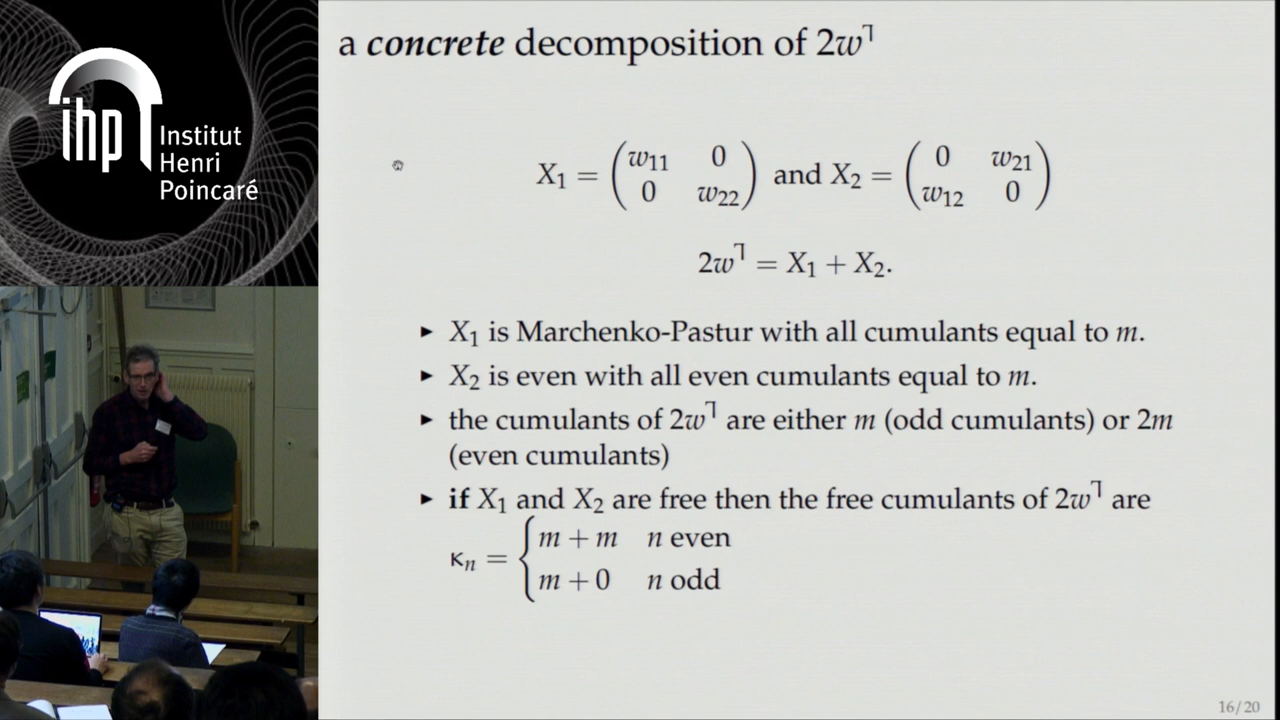 ihp Institut
Henri
Poincaré
a concrete decomposition of 2w⅂
X₁ = (w₁₁ 0
0 w₂₂) and X₂ = (0 w₂₁
w₁₂ 0)
2w⅂ = X₁ + X₂.
▸ X₁ is Marchenko-Pastur with all cumulants equal to m.
▸ X₂ is even with all even cumulants equal to m.
▸ the cumulants of 2w⅂ are either m (odd cumulants) or 2m
(even cumulants)
▸ if X₁ and X₂ are free then the free cumulants of 2w⅂ are
κₙ = { m + m n even
m + 0 n odd
16/20